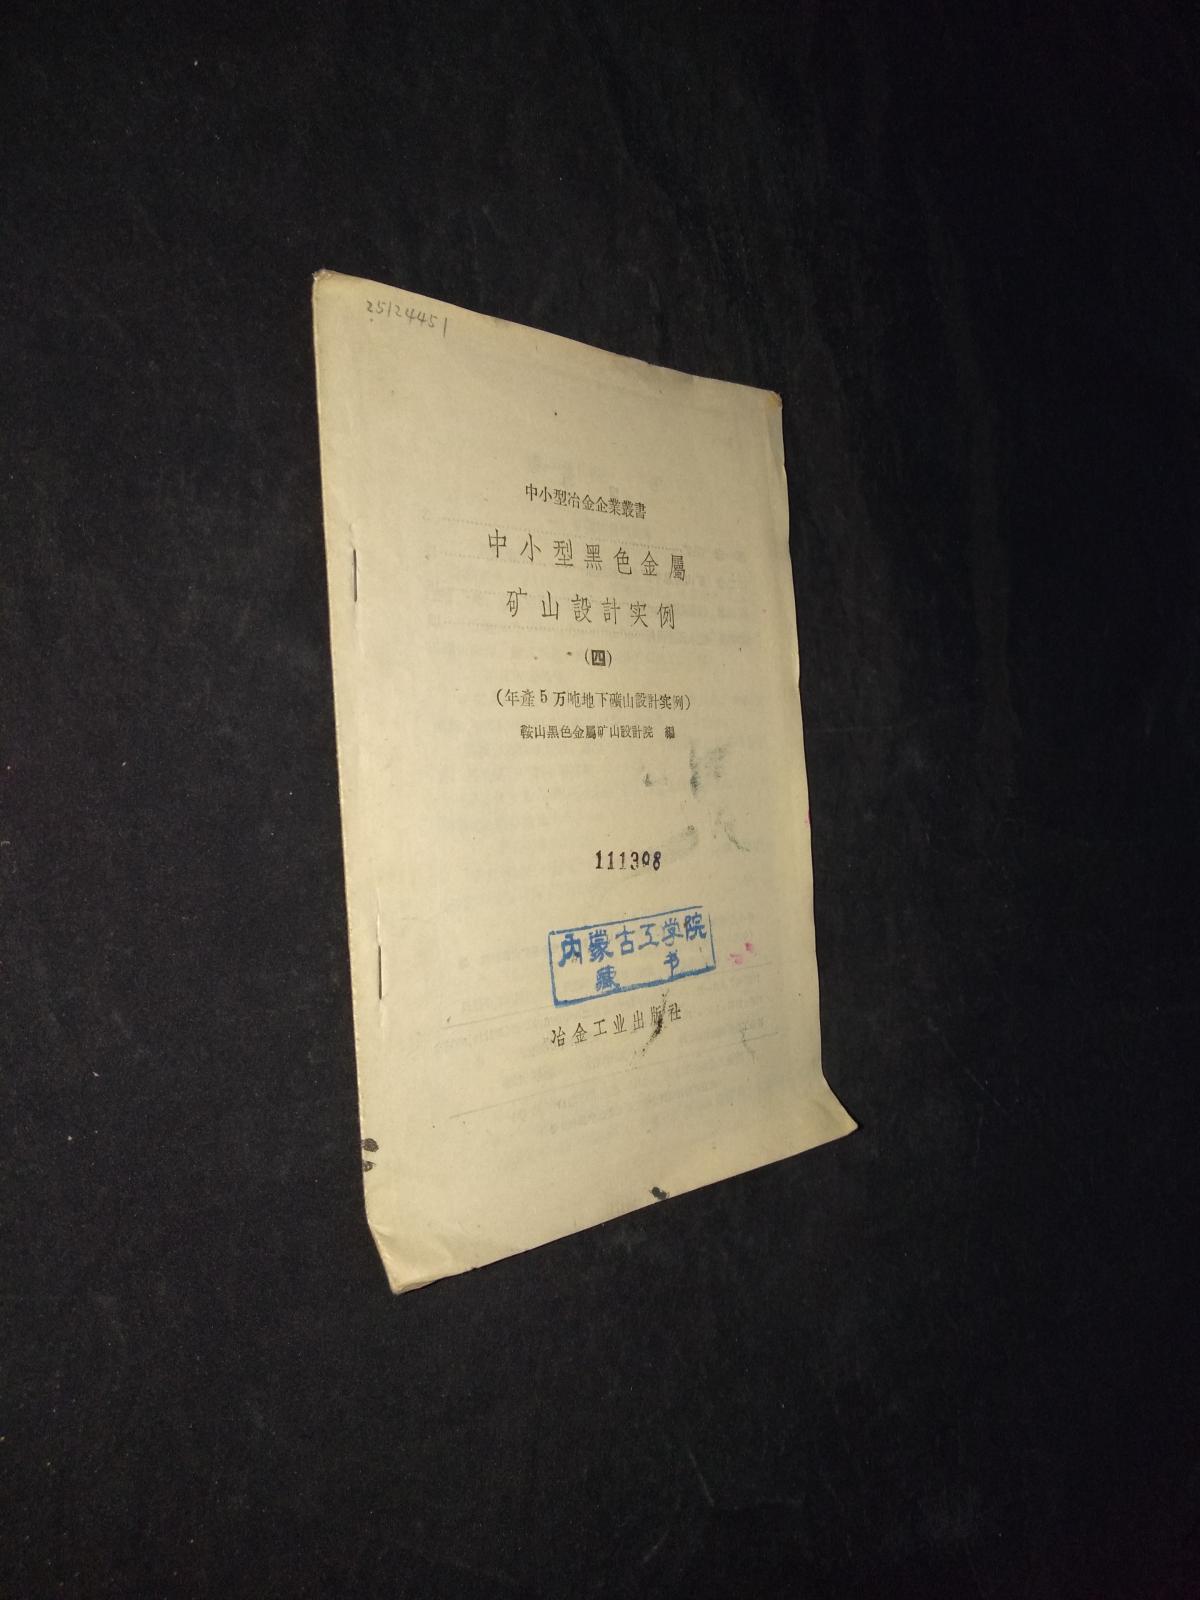 25124451
中小型冶金企業叢書
中小型黑色金屬
矿山設計实例
(四)
(年產5万吨地下礦山設計实例)
鞍山黑色金屬矿山設計院 編
111398
内蒙古工学院
藏书
冶金工业出版社